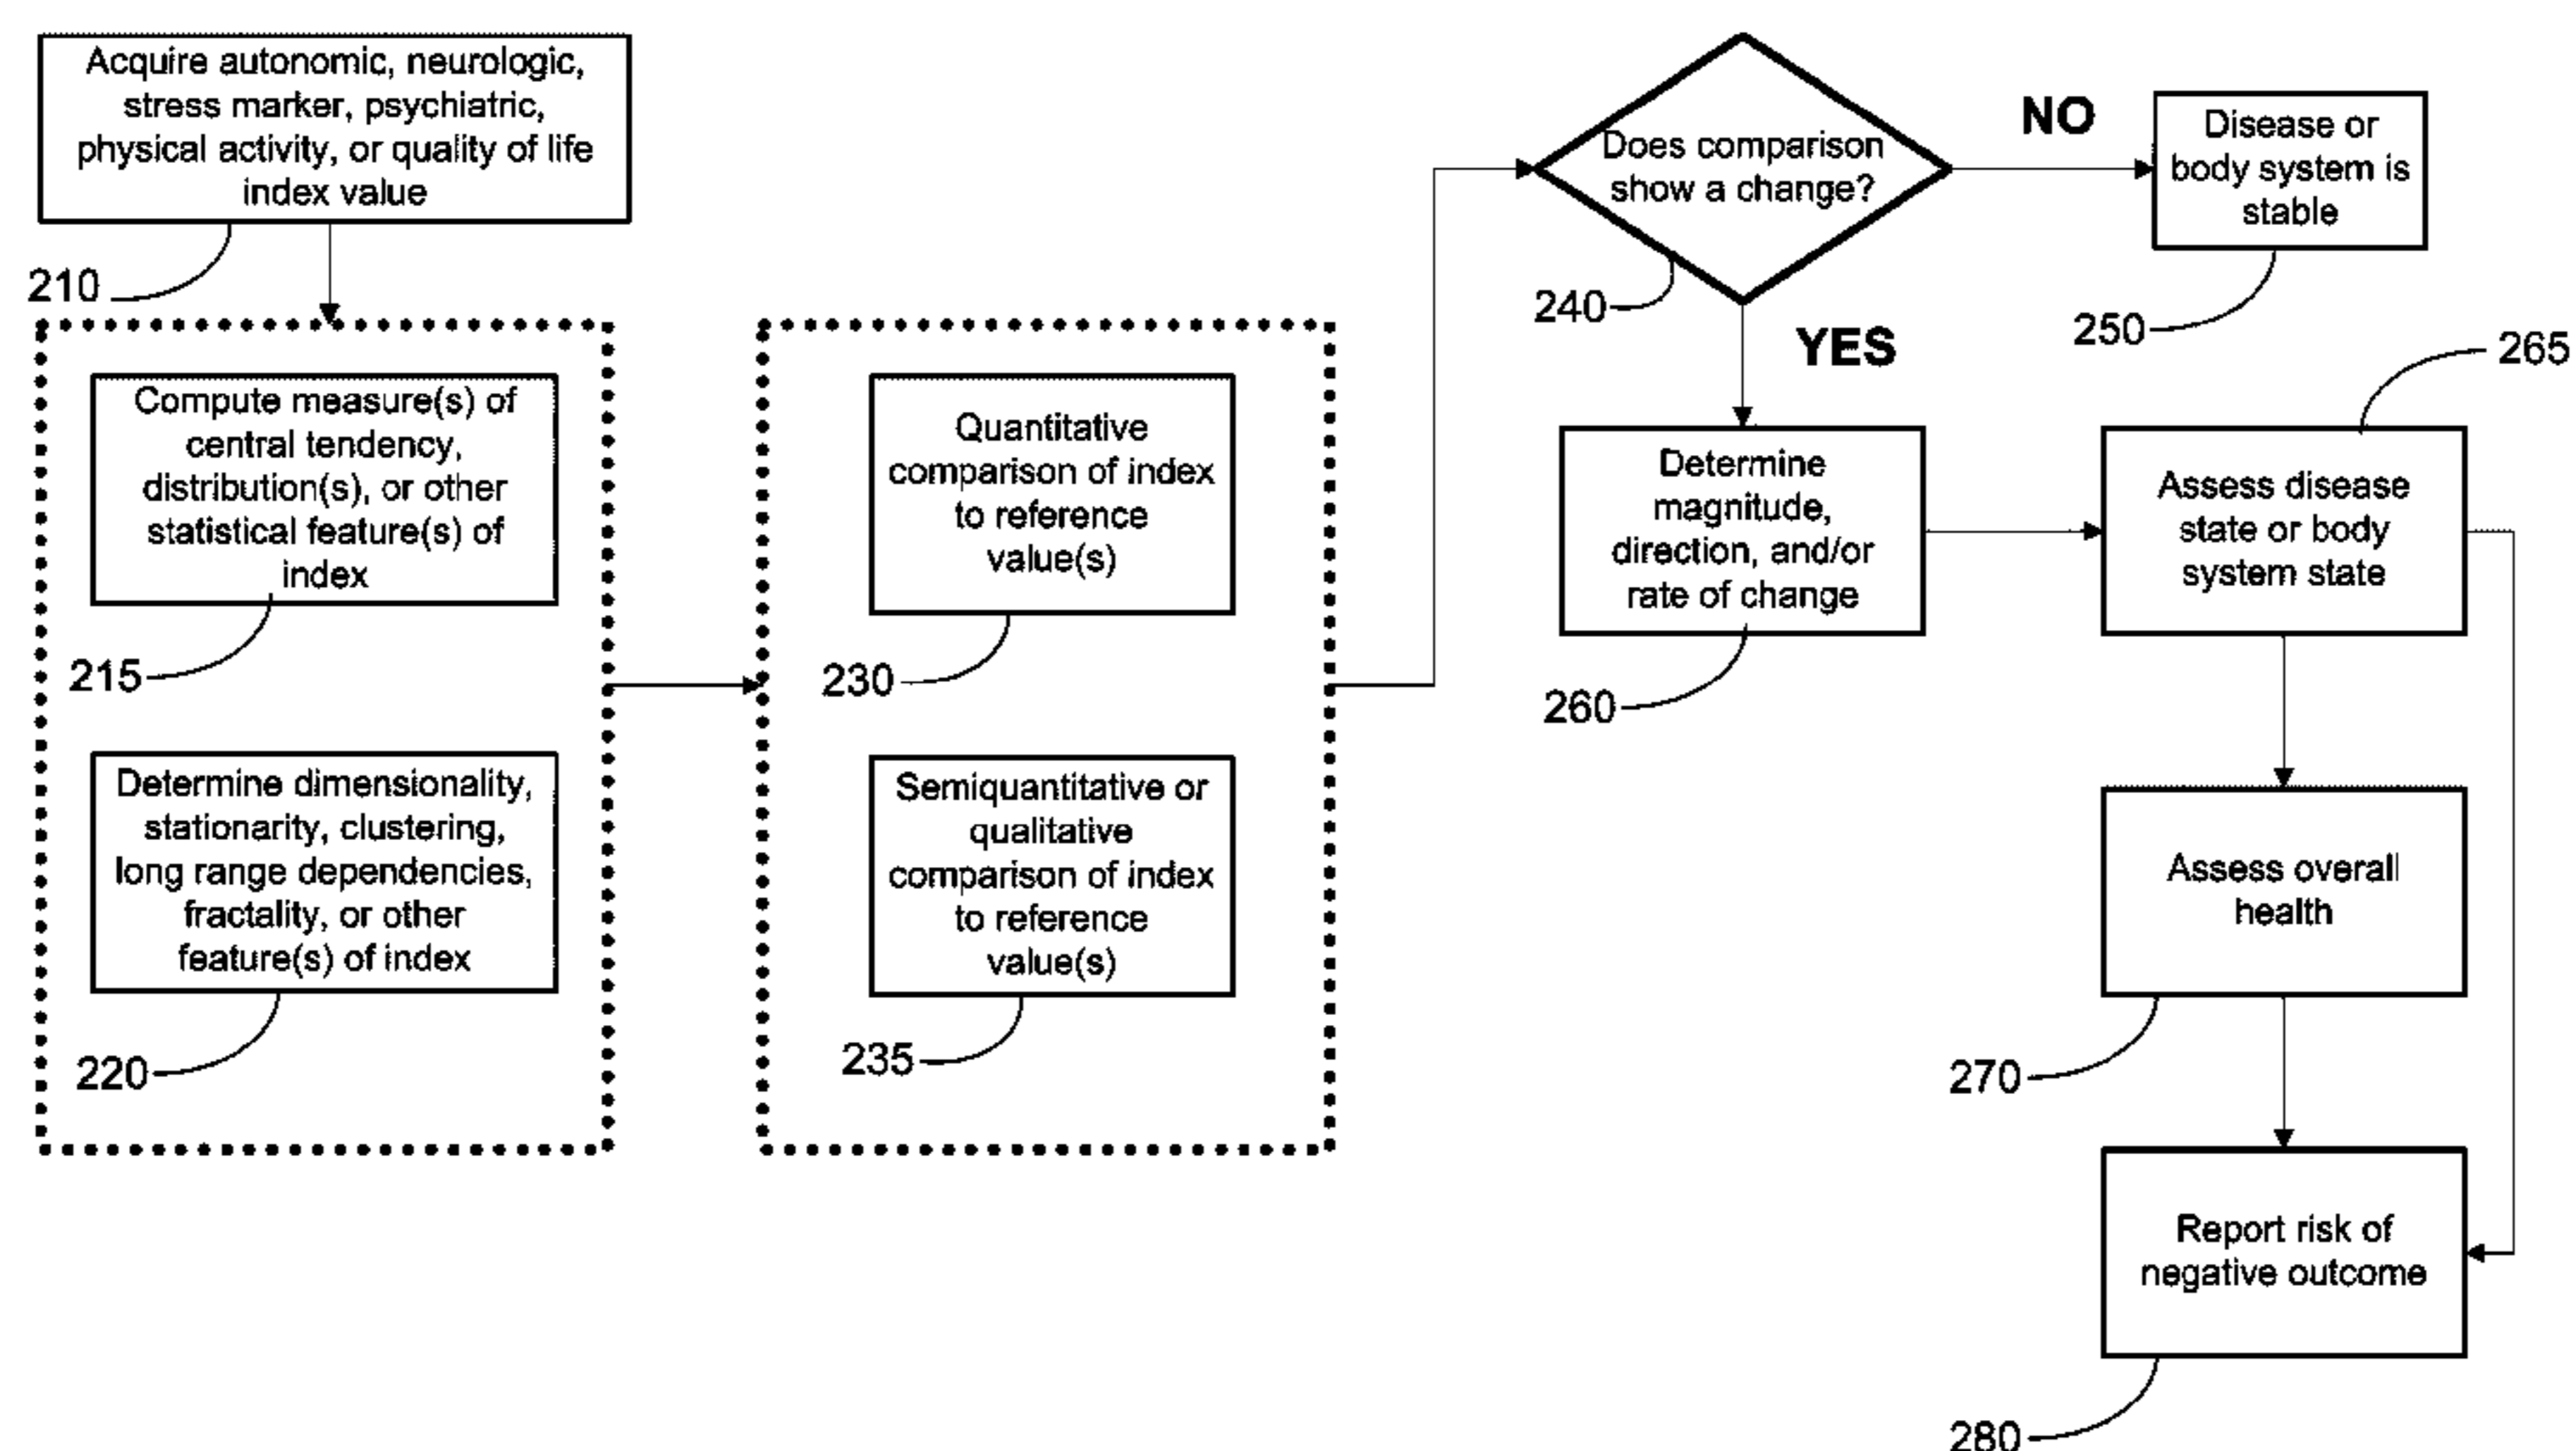 Acquire autonomic, neurologic,
stress marker, psychiatric,
physical activity, or quality of life
index value
210
Compute measure(s) of
central tendency,
distribution(s), or other
statistical feature(s) of
index
215
Determine dimensionality,
stationarity, clustering,
long range dependencies,
fractality, or other
feature(s) of index
220
Quantitative
comparison of index
to reference
value(s)
230
Semiquantitative or
qualitative
comparison of index
to reference
value(s)
235
Does comparison
show a change?
240
NO
Disease or
body system is
stable
250
YES
Determine
magnitude,
direction, and/or
rate of change
260
265
Assess disease
state or body
system state
Assess overall
health
270
Report risk of
negative outcome
280